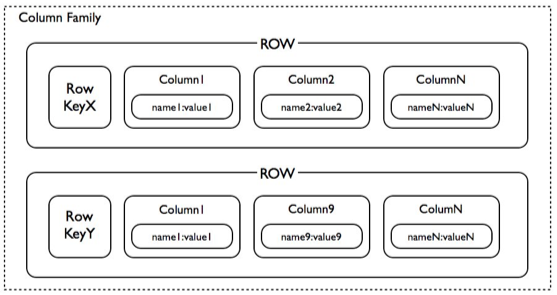 Column Family
ROW
Row
KeyX
Column1
name1:value1
Column2
name2:value2
ColumnN
nameN:valueN
ROW
Row
KeyY
Column1
name1:value1
Column9
name9:value9
ColumN
nameN:valueN